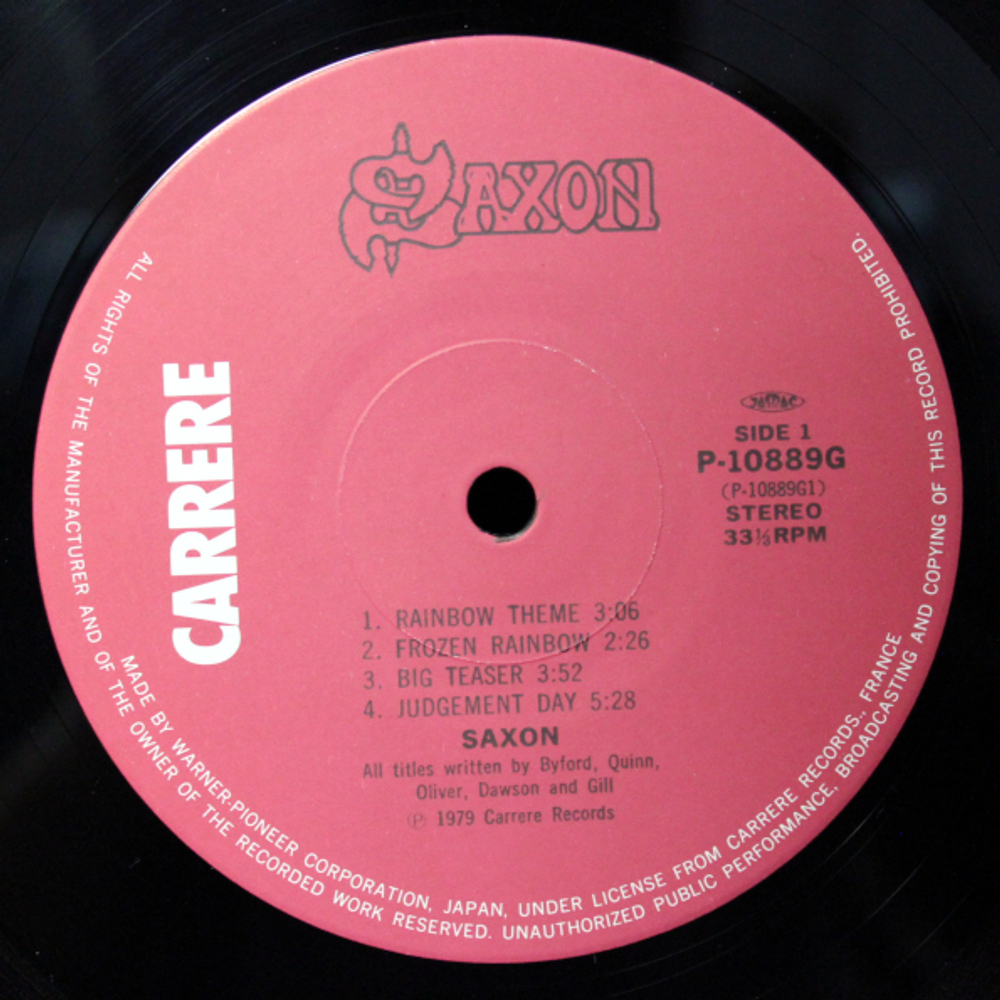 SAXON
CARRERE
JASRAC
SIDE 1
P-10889G
(P-10889G1)
STEREO
33⅓RPM
1. RAINBOW THEME 3:06
2. FROZEN RAINBOW 2:26
3. BIG TEASER 3:52
4. JUDGEMENT DAY 5:28
SAXON
All titles written by Byford, Quinn,
Oliver, Dawson and Gill
Ⓟ 1979 Carrere Records
MADE BY WARNER-PIONEER CORPORATION, JAPAN, UNDER LICENSE FROM CARRERE RECORDS., FRANCE
ALL RIGHTS OF THE MANUFACTURER AND OF THE OWNER OF THE RECORDED WORK RESERVED. UNAUTHORIZED PUBLIC PERFORMANCE, BROADCASTING AND COPYING OF THIS RECORD PROHIBITED.